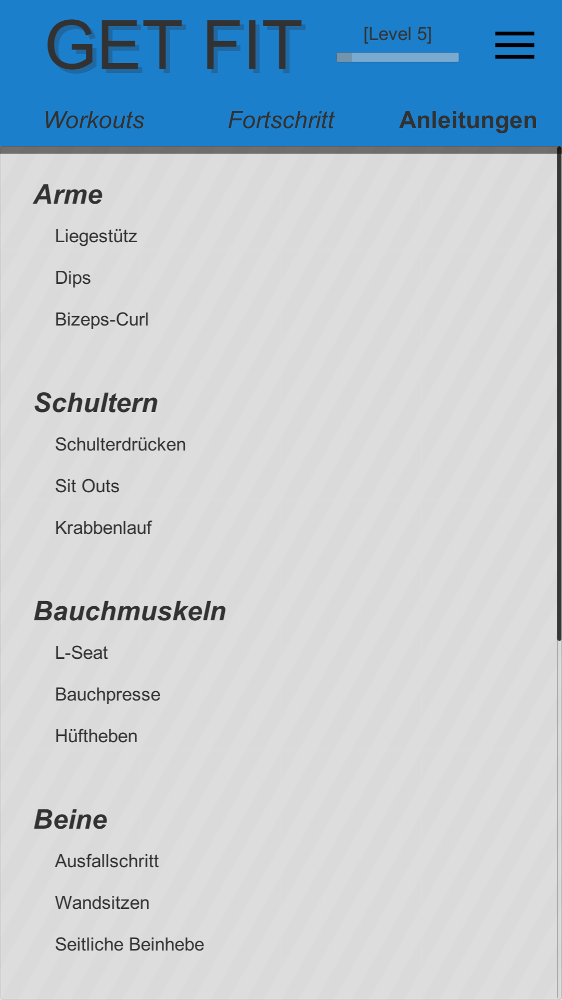 GET FIT
[Level 5]
Workouts
Fortschritt
Anleitungen
Arme
Liegestütz
Dips
Bizeps-Curl
Schultern
Schulterdrücken
Sit Outs
Krabbenlauf
Bauchmuskeln
L-Seat
Bauchpresse
Hüftheben
Beine
Ausfallschritt
Wandsitzen
Seitliche Beinhebe